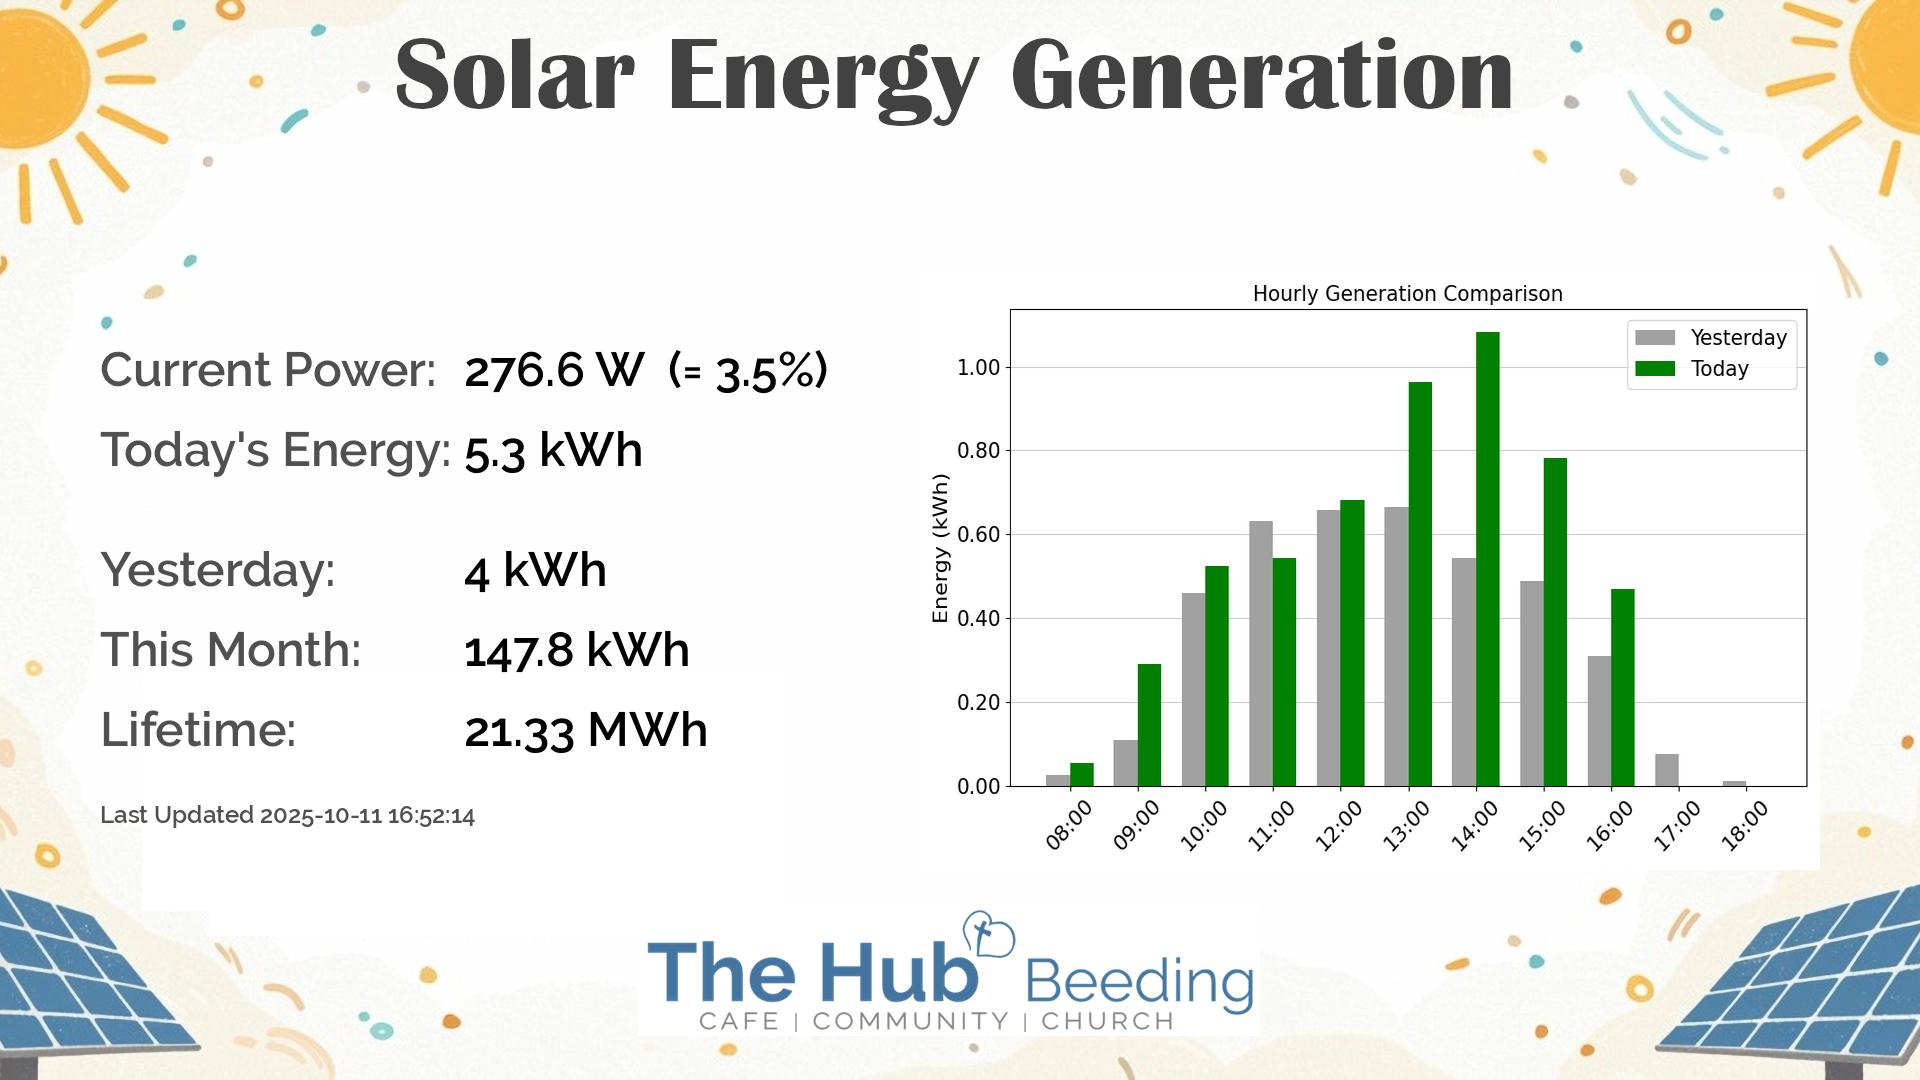 Solar Energy Generation
Current Power: 276.6 W (= 3.5%)
Today's Energy: 5.3 kWh
Yesterday: 4 kWh
This Month: 147.8 kWh
Lifetime: 21.33 MWh
Last Updated 2025-10-11 16:52:14
Hourly Generation Comparison
Yesterday
Today
Energy (kWh)
1.00
0.80
0.60
0.40
0.20
0.00
08:00 09:00 10:00 11:00 12:00 13:00 14:00 15:00 16:00 17:00 18:00
The Hub Beeding
CAFE | COMMUNITY | CHURCH